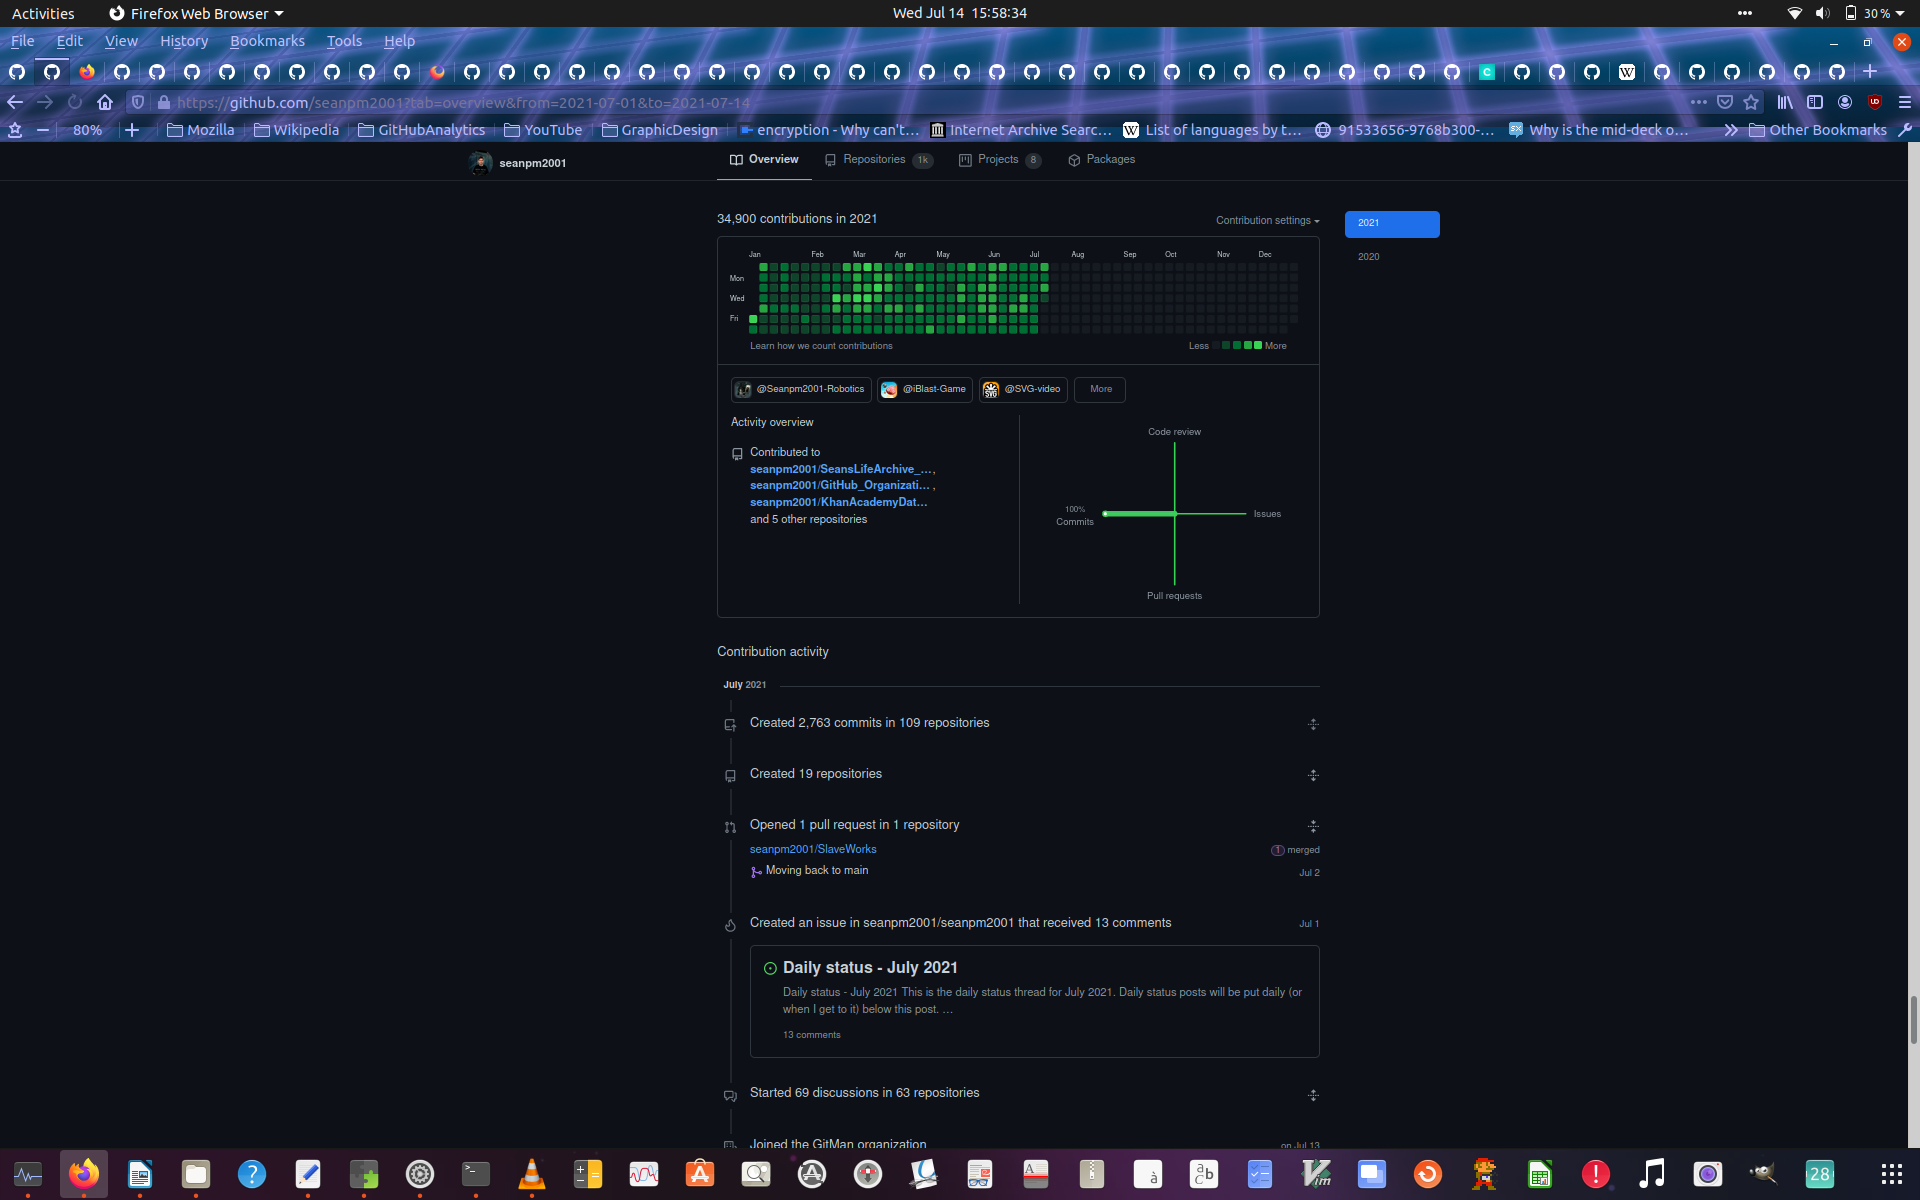 Activities Firefox Web Browser Wed Jul 14 15:58:34 30 %
File Edit View History Bookmarks Tools Help
https://github.com/seanpm2001?tab=overview&from=2021-07-01&to=2021-07-14
80% Mozilla Wikipedia GitHubAnalytics YouTube GraphicDesign encryption - Why can't… Internet Archive Searc… List of languages by t… 91533656-9768b300-… Why is the mid-deck o… Other Bookmarks
seanpm2001 Overview Repositories 1k Projects 8 Packages
34,900 contributions in 2021 Contribution settings 2021
2020
Jan Feb Mar Apr May Jun Jul Aug Sep Oct Nov Dec
Mon
Wed
Fri
Learn how we count contributions Less More
@Seanpm2001-Robotics @iBlast-Game @SVG-video More
Activity overview
Contributed to
seanpm2001/SeansLifeArchive_… ,
seanpm2001/GitHub_Organizati… ,
seanpm2001/KhanAcademyDat…
and 5 other repositories
Code review
100%
Commits
Issues
Pull requests
Contribution activity
July 2021
Created 2,763 commits in 109 repositories
Created 19 repositories
Opened 1 pull request in 1 repository
seanpm2001/SlaveWorks 1 merged
Moving back to main Jul 2
Created an issue in seanpm2001/seanpm2001 that received 13 comments Jul 1
Daily status - July 2021
Daily status - July 2021 This is the daily status thread for July 2021. Daily status posts will be put daily (or
when I get to it) below this post. …
13 comments
Started 69 discussions in 63 repositories
Joined the GitMan organization on Jul 13
28